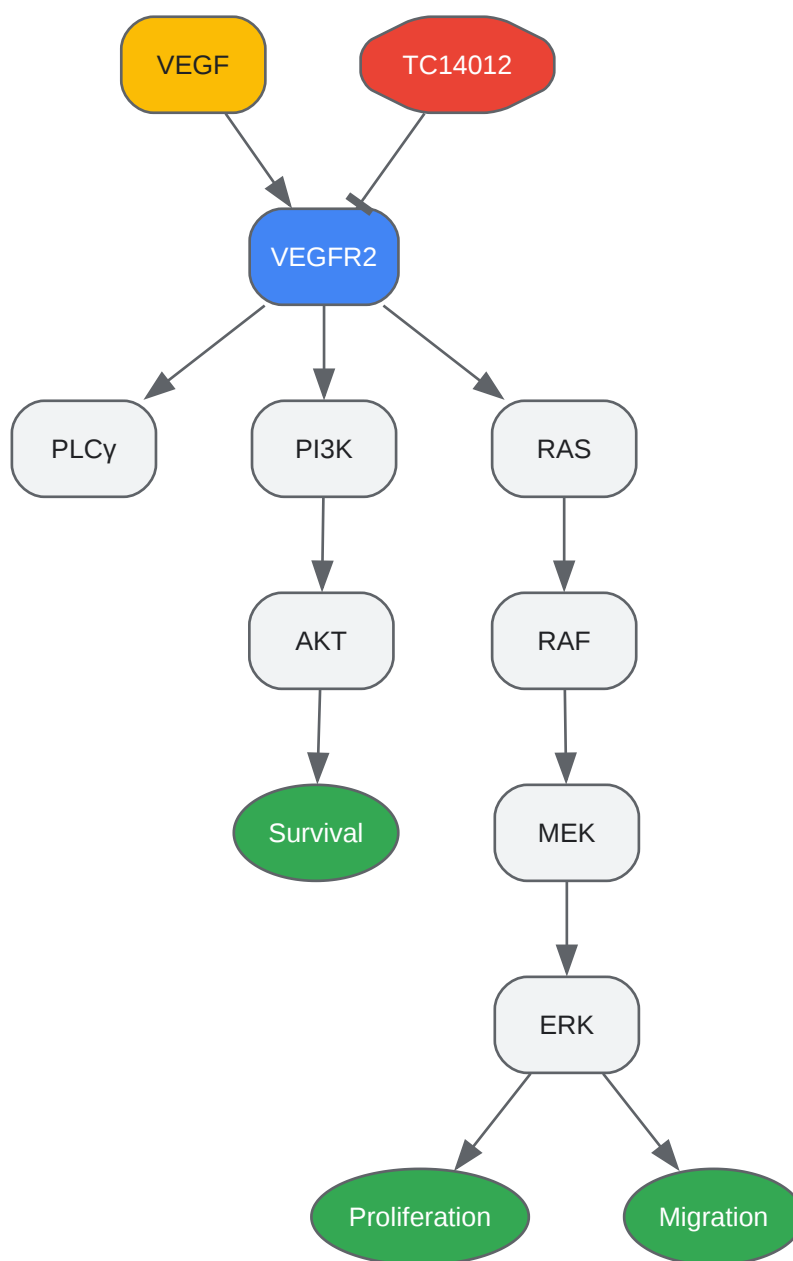 VEGF
TC14012
VEGFR2
PLCγ
PI3K
RAS
AKT
RAF
Survival
MEK
ERK
Proliferation
Migration